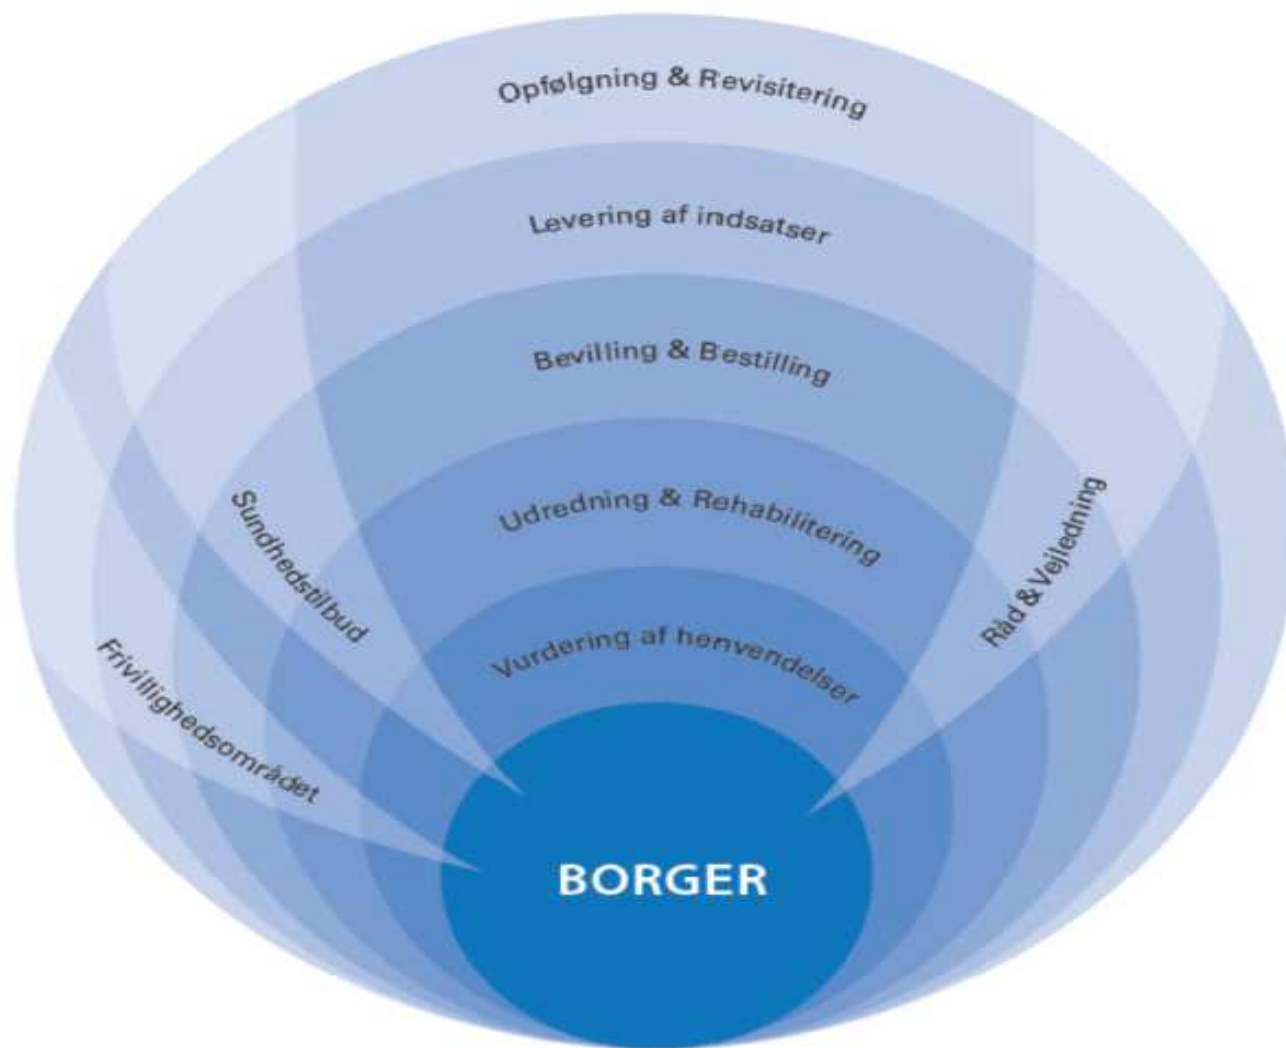 Opfølgning & Revisitering
Levering af indsatser
Bevilling & Bestilling
Udredning & Rehabilitering
Vurdering af henvendelser
Sundhedstilbud
Frivillighedsområdet
Råd & Vejledning
BORGER